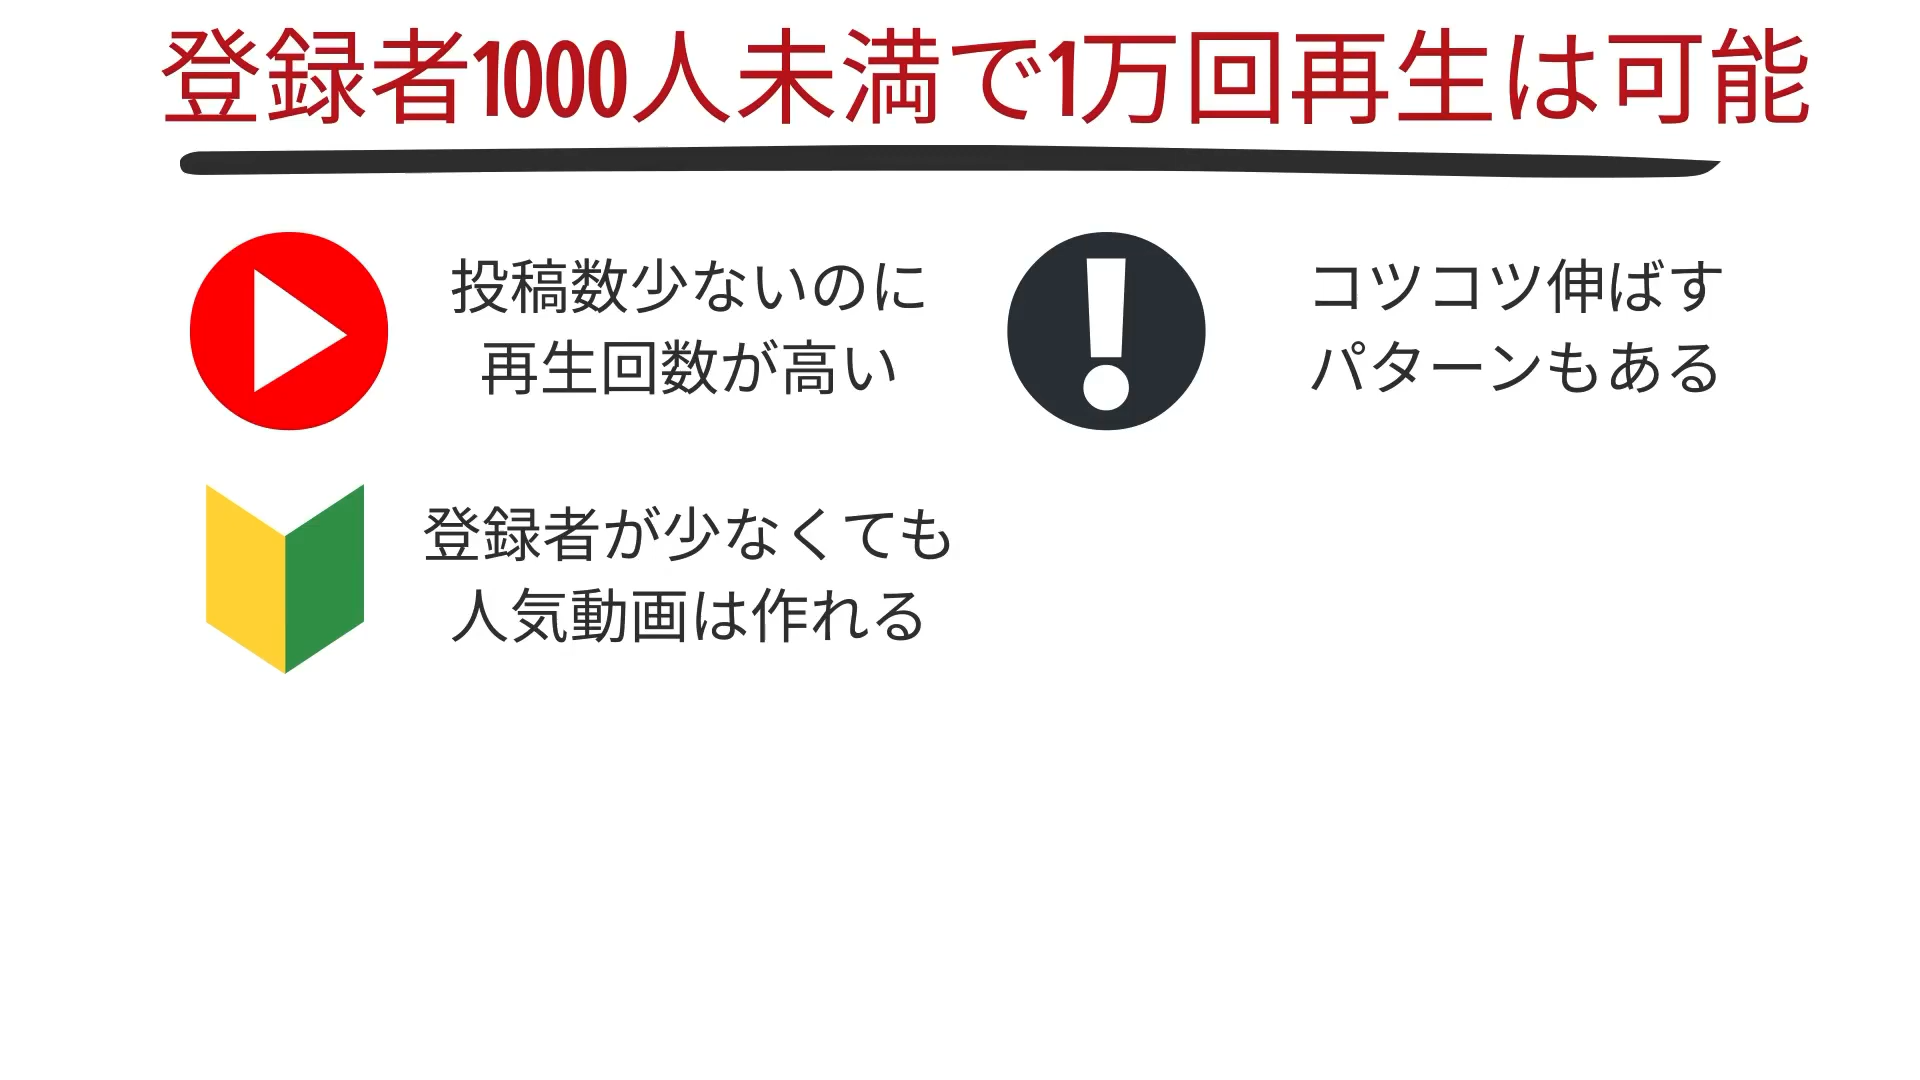 登録者1000人未満で1万回再生は可能
投稿数少ないのに
再生回数が高い
コツコツ伸ばす
パターンもある
登録者が少なくても
人気動画は作れる